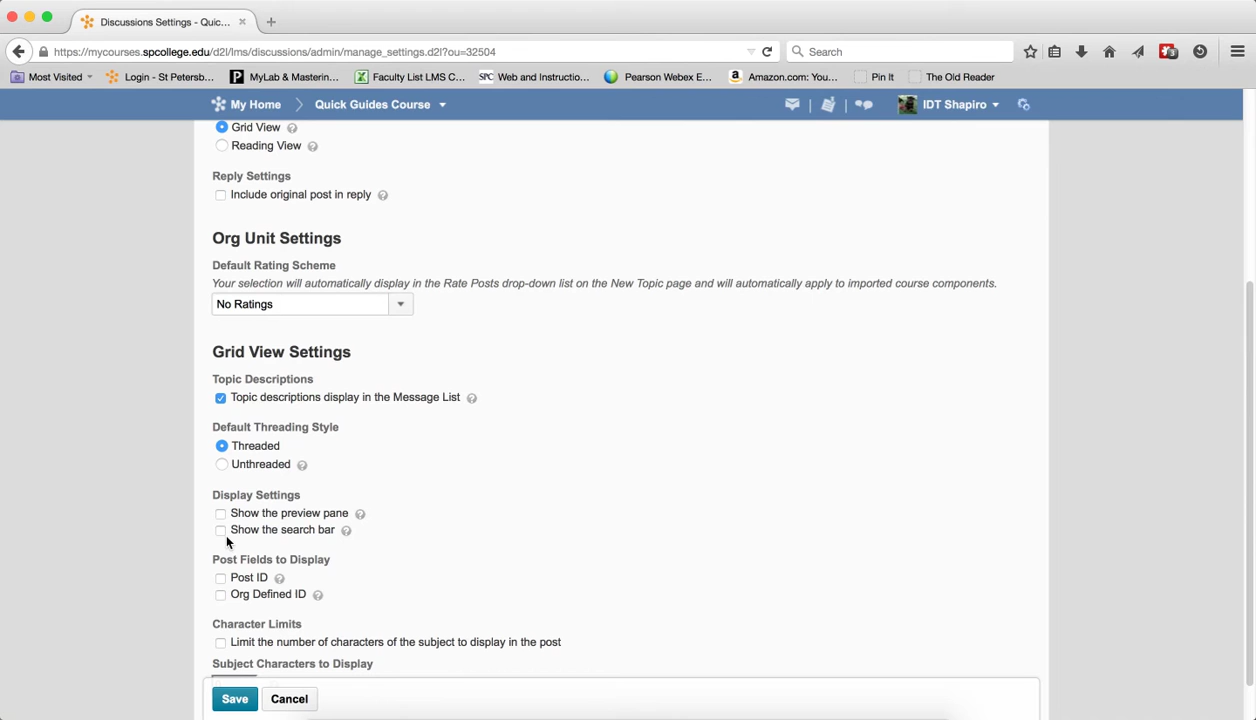 Discussions Settings - Quic...
https://mycourses.spcollege.edu/d2l/lms/discussions/admin/manage_settings.d2l?ou=32504
Search
Most Visited
Login - St Petersb...
MyLab & Mastering...
Faculty List LMS C...
SPC Web and Instructio...
Pearson Webex E...
Amazon.com: You...
Pin It
The Old Reader
My Home
Quick Guides Course
IDT Shapiro
Grid View
Reading View
Reply Settings
Include original post in reply
Org Unit Settings
Default Rating Scheme
Your selection will automatically display in the Rate Posts drop-down list on the New Topic page and will automatically apply to imported course components.
No Ratings
Grid View Settings
Topic Descriptions
Topic descriptions display in the Message List
Default Threading Style
Threaded
Unthreaded
Display Settings
Show the preview pane
Show the search bar
Post Fields to Display
Post ID
Org Defined ID
Character Limits
Limit the number of characters of the subject to display in the post
Subject Characters to Display
Save Cancel